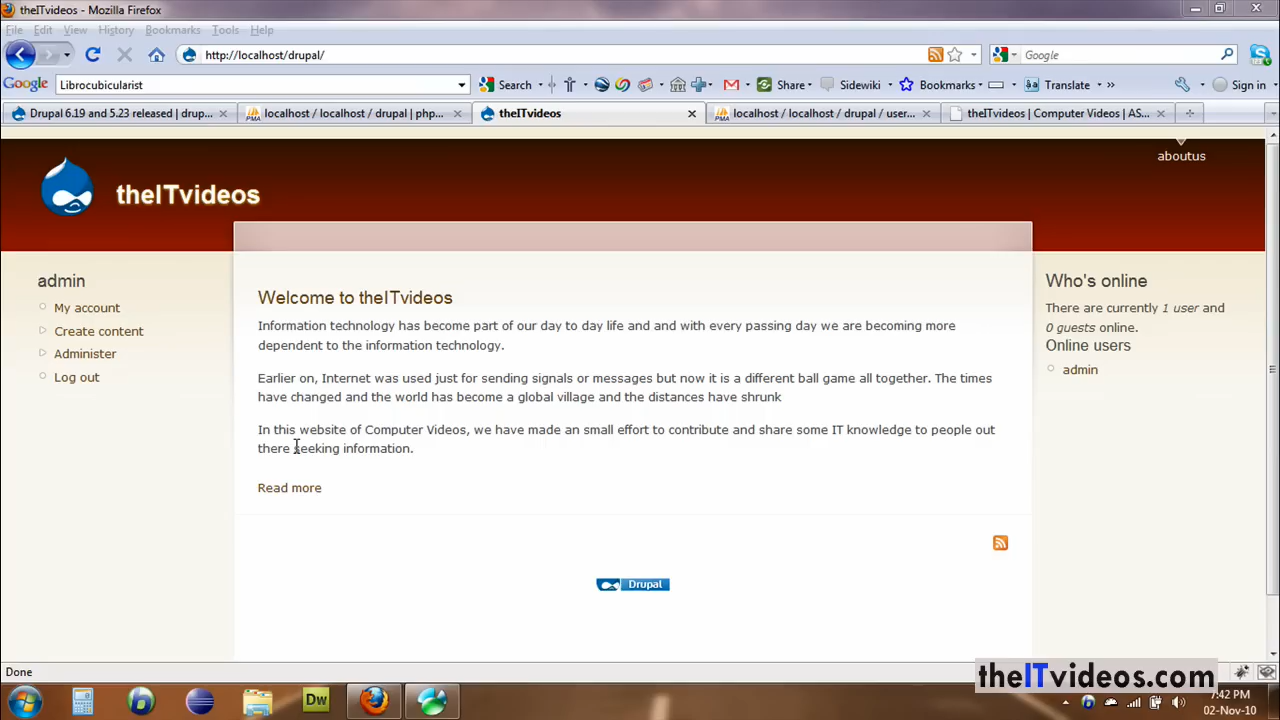 theITvideos - Mozilla Firefox
File Edit View History Bookmarks Tools Help
http://localhost/drupal/ Google
Google Librocubicularist Search Share Sidewiki Bookmarks Translate » Sign in
Drupal 6.19 and 5.23 released | drup... localhost / localhost / drupal | php... theITvideos localhost / localhost / drupal / user... theITvideos | Computer Videos | AS...
aboutus
theITvideos
admin
My account
Create content
Administer
Log out
Welcome to theITvideos
Information technology has become part of our day to day life and and with every passing day we are becoming more
dependent to the information technology.
Earlier on, Internet was used just for sending signals or messages but now it is a different ball game all together. The times
have changed and the world has become a global village and the distances have shrunk
In this website of Computer Videos, we have made an small effort to contribute and share some IT knowledge to people out
there seeking information.
Read more
Drupal
Who's online
There are currently 1 user and
0 guests online.
Online users
admin
Done
theITvideos.com
Dw
7:42 PM
02-Nov-10